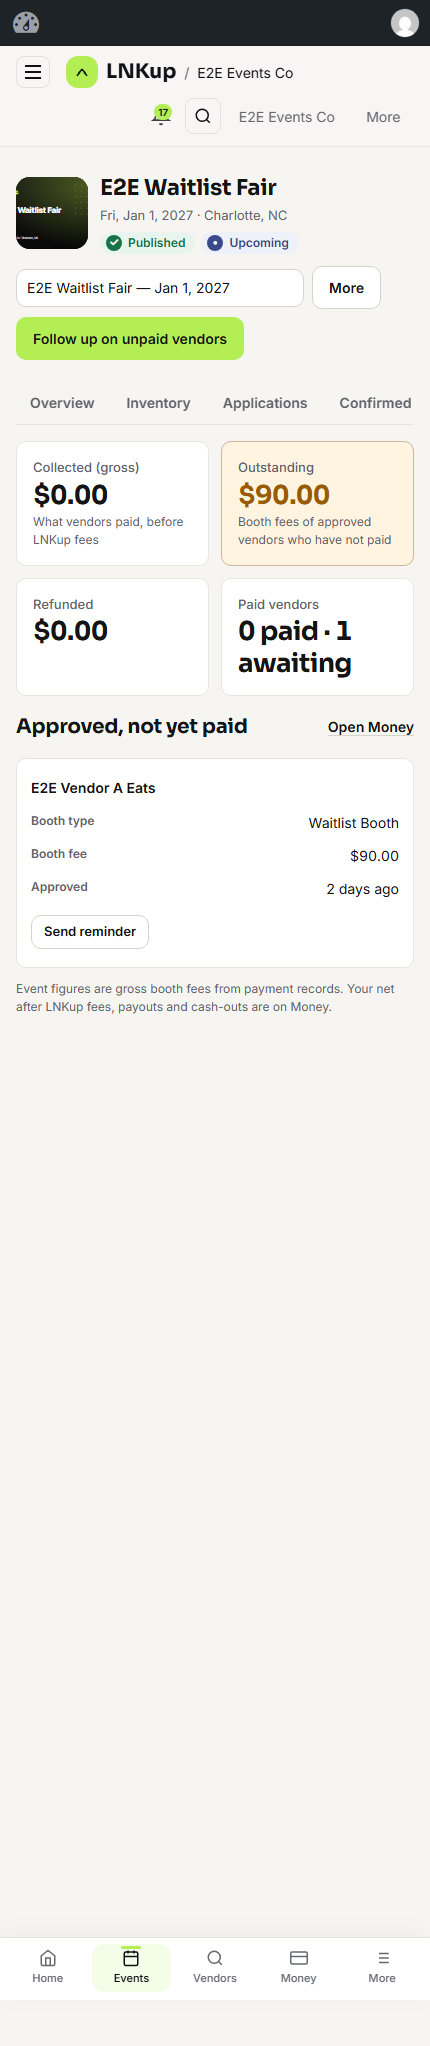 LNKup / E2E Events Co
17
E2E Events Co
More
Waitlist Fair
E2E Waitlist Fair
Fri, Jan 1, 2027 · Charlotte, NC
Published
Upcoming
E2E Waitlist Fair — Jan 1, 2027
More
Follow up on unpaid vendors
Overview
Inventory
Applications
Confirmed
Collected (gross)
$0.00
What vendors paid, before
LNKup fees
Outstanding
$90.00
Booth fees of approved
vendors who have not paid
Refunded
$0.00
Paid vendors
0 paid · 1
awaiting
Approved, not yet paid
Open Money
E2E Vendor A Eats
Booth type
Waitlist Booth
Booth fee
$90.00
Approved
2 days ago
Send reminder
Event figures are gross booth fees from payment records. Your net
after LNKup fees, payouts and cash-outs are on Money.
Home
Events
Vendors
Money
More